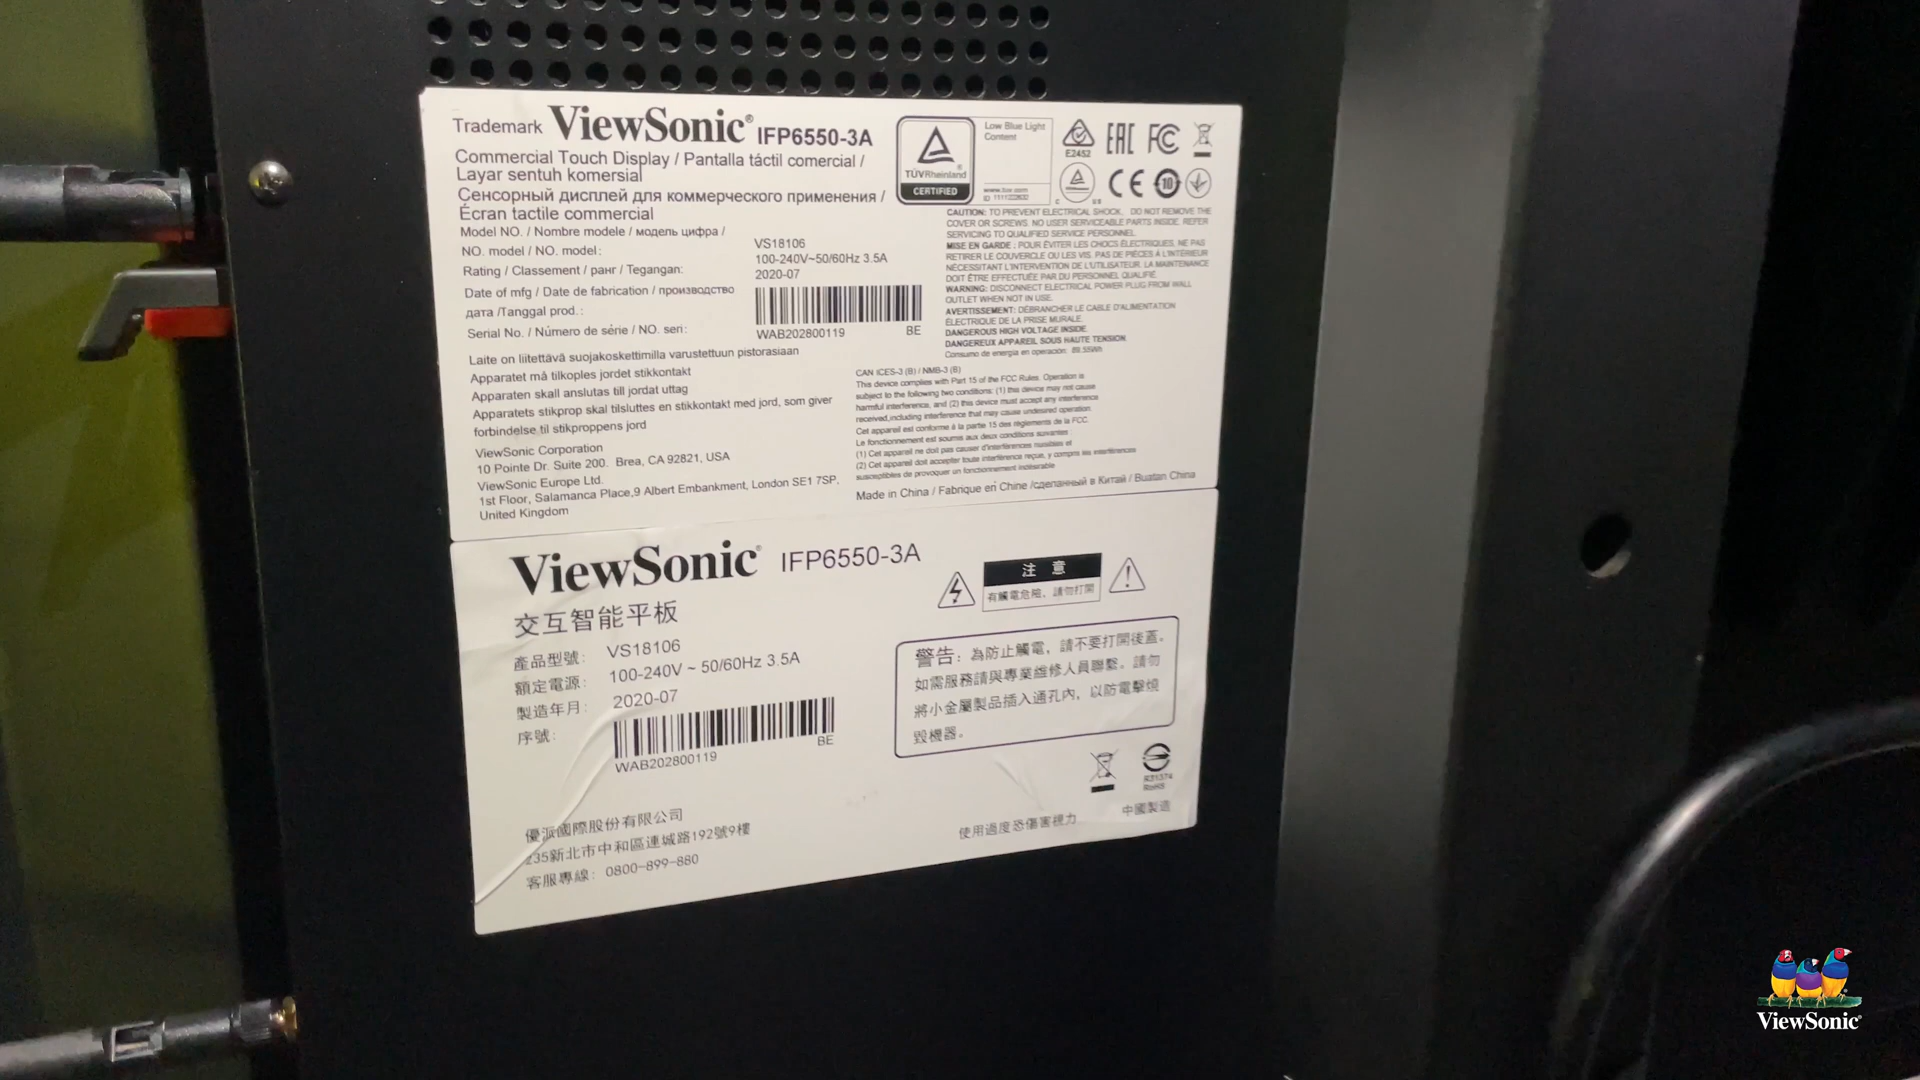 Trademark ViewSonic® IFP6550-3A
Commercial Touch Display / Pantalla táctil comercial /
Layar sentuh komersial
Сенсорный дисплей для коммерческого применения /
Écran tactile commercial
Model NO. / Nombre modele / модель цифра /
NO. model / NO. model: VS18106
Rating / Classement / ранг / Tegangan: 100-240V~50/60Hz 3.5A
Date of mfg / Date de fabrication / производство
дата /Tanggal prod.: 2020-07
Serial No. / Número de série / NO. seri:
WAB202800119 BE
Laite on liitettävä suojakoskettimilla varustettuun pistorasiaan
Apparatet må tilkoples jordet stikkontakt
Apparaten skall anslutas till jordat uttag
Apparatets stikprop skal tilsluttes en stikkontakt med jord, som giver
forbindelse til stikproppens jord
ViewSonic Corporation
10 Pointe Dr. Suite 200. Brea, CA 92821, USA
ViewSonic Europe Ltd.
1st Floor, Salamanca Place,9 Albert Embankment, London SE1 7SP,
United Kingdom
TÜVRheinland®
CERTIFIED
Low Blue Light
Content
www.tuv.com
ID 1111222632
E2452
EAC FC
C US
CE 10
CAUTION: TO PREVENT ELECTRICAL SHOCK, DO NOT REMOVE THE
COVER OR SCREWS. NO USER SERVICEABLE PARTS INSIDE. REFER
SERVICING TO QUALIFIED SERVICE PERSONNEL.
MISE EN GARDE : POUR ÉVITER LES CHOCS ÉLECTRIQUES, NE PAS
RETIRER LE COUVERCLE OU LES VIS. PAS DE PIÈCES À L'INTÉRIEUR
NÉCESSITANT L'INTERVENTION DE L'UTILISATEUR. LA MAINTENANCE
DOIT ÊTRE EFFECTUÉE PAR DU PERSONNEL QUALIFIÉ.
WARNING: DISCONNECT ELECTRICAL POWER PLUG FROM WALL
OUTLET WHEN NOT IN USE.
AVERTISSEMENT: DÉBRANCHER LE CABLE D'ALIMENTATION
ÉLECTRIQUE DE LA PRISE MURALE.
DANGEROUS HIGH VOLTAGE INSIDE.
DANGEREUX APPAREIL SOUS HAUTE TENSION.
Consumo de energía en operación: 89.55Wh
CAN ICES-3 (B) / NMB-3 (B)
This device complies with Part 15 of the FCC Rules. Operation is
subject to the following two conditions: (1) this device may not cause
harmful interference, and (2) this device must accept any interference
received,including interference that may cause undesired operation.
Cet appareil est conforme à la partie 15 des règlements de la FCC.
Le fonctionnement est soumis aux deux conditions suivantes :
(1) Cet appareil ne doit pas causer d'interférences nuisibles et
(2) Cet appareil doit accepter toute interférence reçue, y compris les interférences
susceptibles de provoquer un fonctionnement indésirable
Made in China / Fabrique en Chine /сделанный в Китай / Buatan China
ViewSonic® IFP6550-3A
交互智能平板
產品型號: VS18106
額定電源: 100-240V ~ 50/60Hz 3.5A
製造年月: 2020-07
序號:
WAB202800119 BE
注 意
有觸電危險,請勿打開
警告: 為防止觸電,請不要打開後蓋。
如需服務請與專業維修人員聯繫。請勿
將小金屬製品插入通孔內,以防電擊燒
毀機器。
R31374
RoHS
優派國際股份有限公司
235新北市中和區連城路192號9樓
客服專線: 0800-899-880
使用過度恐傷害視力
中國製造
ViewSonic®